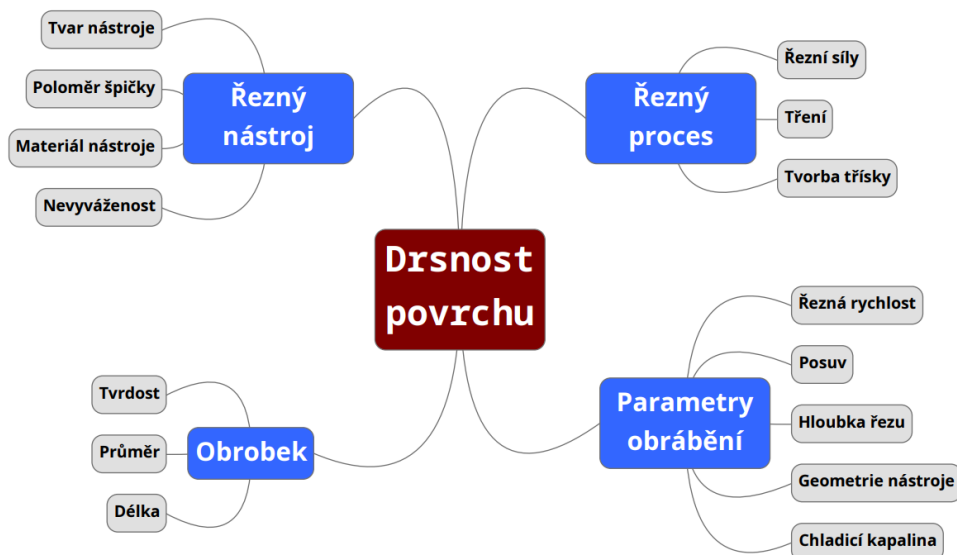 Tvar nástroje
Poloměr špičky
Materiál nástroje
Nevyváženost
Řezný
nástroj
Řezný
proces
Řezní síly
Tření
Tvorba třísky
Drsnost
povrchu
Tvrdost
Průměr
Délka
Obrobek
Parametry
obrábění
Řezná rychlost
Posuv
Hloubka řezu
Geometrie nástroje
Chladicí kapalina